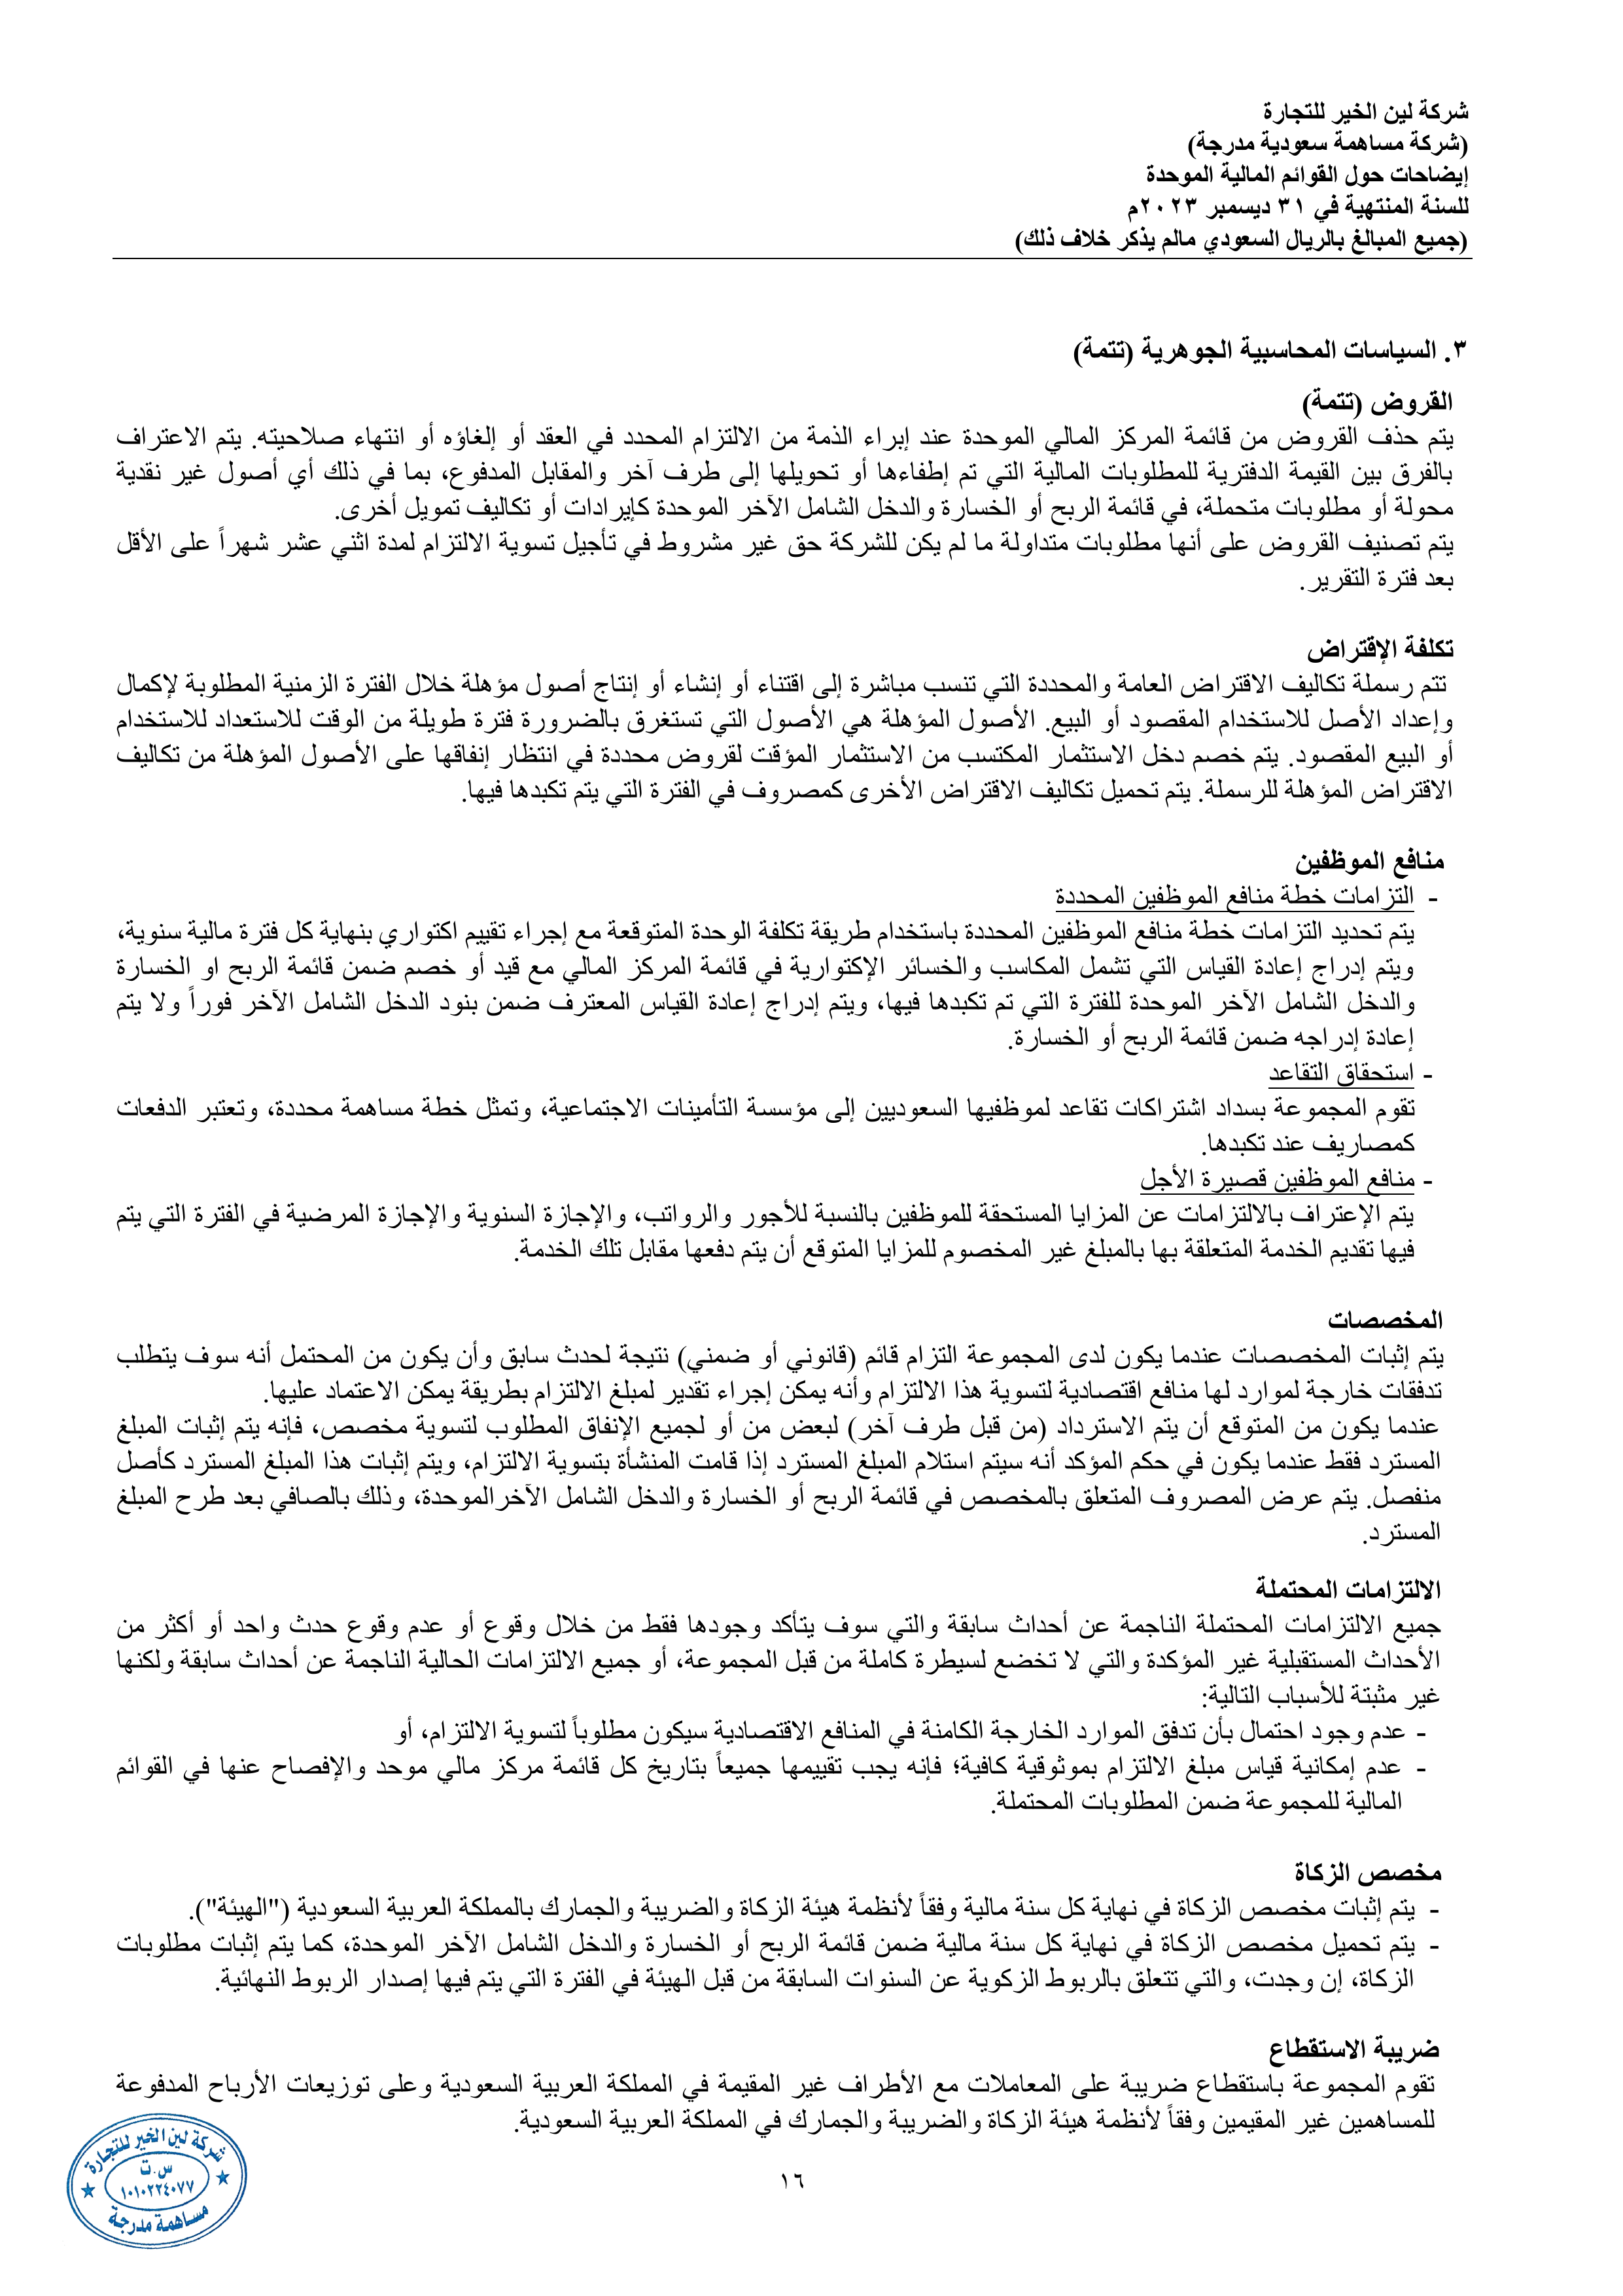 شركة لين الخير للتجارة
(شركة مساهمة سعودية مدرجة)
إيضاحات حول القوائم المالية الموحدة
للسنة المنتهية في ٣١ ديسمبر ٢٠٢٣م
(جميع المبالغ بالريال السعودي مالم يذكر خلاف ذلك)
٣. السياسات المحاسبية الجوهرية (تتمة)
القروض (تتمة)
يتم حذف القروض من قائمة المركز المالي الموحدة عند إبراء الذمة من الالتزام المحدد في العقد أو إلغاؤه أو انتهاء صلاحيته. يتم الاعتراف
بالفرق بين القيمة الدفترية للمطلوبات المالية التي تم إطفاءها أو تحويلها إلى طرف آخر والمقابل المدفوع، بما في ذلك أي أصول غير نقدية
محولة أو مطلوبات متحملة، في قائمة الربح أو الخسارة والدخل الشامل الآخر الموحدة كإيرادات أو تكاليف تمويل أخرى.
يتم تصنيف القروض على أنها مطلوبات متداولة ما لم يكن للشركة حق غير مشروط في تأجيل تسوية الالتزام لمدة اثني عشر شهراً على الأقل
بعد فترة التقرير.
تكلفة الإقتراض
تتم رسملة تكاليف الاقتراض العامة والمحددة التي تنسب مباشرة إلى اقتناء أو إنشاء أو إنتاج أصول مؤهلة خلال الفترة الزمنية المطلوبة لإكمال
وإعداد الأصل للاستخدام المقصود أو البيع. الأصول المؤهلة هي الأصول التي تستغرق بالضرورة فترة طويلة من الوقت للاستعداد للاستخدام
أو البيع المقصود. يتم خصم دخل الاستثمار المكتسب من الاستثمار المؤقت لقروض محددة في انتظار إنفاقها على الأصول المؤهلة من تكاليف
الاقتراض المؤهلة للرسملة. يتم تحميل تكاليف الاقتراض الأخرى كمصروف في الفترة التي يتم تكبدها فيها.
منافع الموظفين
- التزامات خطة منافع الموظفين المحددة
يتم تحديد التزامات خطة منافع الموظفين المحددة باستخدام طريقة تكلفة الوحدة المتوقعة مع إجراء تقييم اكتواري بنهاية كل فترة مالية سنوية،
ويتم إدراج إعادة القياس التي تشمل المكاسب والخسائر الإكتوارية في قائمة المركز المالي مع قيد أو خصم ضمن قائمة الربح او الخسارة
والدخل الشامل الآخر الموحدة للفترة التي تم تكبدها فيها، ويتم إدراج إعادة القياس المعترف ضمن بنود الدخل الشامل الآخر فوراً ولا يتم
إعادة إدراجه ضمن قائمة الربح أو الخسارة.
- استحقاق التقاعد
تقوم المجموعة بسداد اشتراكات تقاعد لموظفيها السعوديين إلى مؤسسة التأمينات الاجتماعية، وتمثل خطة مساهمة محددة، وتعتبر الدفعات
كمصاريف عند تكبدها.
- منافع الموظفين قصيرة الأجل
يتم الإعتراف بالالتزامات عن المزايا المستحقة للموظفين بالنسبة للأجور والرواتب، والإجازة السنوية والإجازة المرضية في الفترة التي يتم
فيها تقديم الخدمة المتعلقة بها بالمبلغ غير المخصوم للمزايا المتوقع أن يتم دفعها مقابل تلك الخدمة.
المخصصات
يتم إثبات المخصصات عندما يكون لدى المجموعة التزام قائم (قانوني أو ضمني) نتيجة لحدث سابق وأن يكون من المحتمل أنه سوف يتطلب
تدفقات خارجة لموارد لها منافع اقتصادية لتسوية هذا الالتزام وأنه يمكن إجراء تقدير لمبلغ الالتزام بطريقة يمكن الاعتماد عليها.
عندما يكون من المتوقع أن يتم الاسترداد (من قبل طرف آخر) لبعض من أو لجميع الإنفاق المطلوب لتسوية مخصص، فإنه يتم إثبات المبلغ
المسترد فقط عندما يكون في حكم المؤكد أنه سيتم استلام المبلغ المسترد إذا قامت المنشأة بتسوية الالتزام، ويتم إثبات هذا المبلغ المسترد كأصل
منفصل. يتم عرض المصروف المتعلق بالمخصص في قائمة الربح أو الخسارة والدخل الشامل الآخرالموحدة، وذلك بالصافي بعد طرح المبلغ
المسترد.
الالتزامات المحتملة
جميع الالتزامات المحتملة الناجمة عن أحداث سابقة والتي سوف يتأكد وجودها فقط من خلال وقوع أو عدم وقوع حدث واحد أو أكثر من
الأحداث المستقبلية غير المؤكدة والتي لا تخضع لسيطرة كاملة من قبل المجموعة، أو جميع الالتزامات الحالية الناجمة عن أحداث سابقة ولكنها
غير مثبتة للأسباب التالية:
- عدم وجود احتمال بأن تدفق الموارد الخارجة الكامنة في المنافع الاقتصادية سيكون مطلوباً لتسوية الالتزام، أو
- عدم إمكانية قياس مبلغ الالتزام بموثوقية كافية؛ فإنه يجب تقييمها جميعاً بتاريخ كل قائمة مركز مالي موحد والإفصاح عنها في القوائم
المالية للمجموعة ضمن المطلوبات المحتملة.
مخصص الزكاة
- يتم إثبات مخصص الزكاة في نهاية كل سنة مالية وفقاً لأنظمة هيئة الزكاة والضريبة والجمارك بالمملكة العربية السعودية ("الهيئة").
- يتم تحميل مخصص الزكاة في نهاية كل سنة مالية ضمن قائمة الربح أو الخسارة والدخل الشامل الآخر الموحدة، كما يتم إثبات مطلوبات
الزكاة، إن وجدت، والتي تتعلق بالربوط الزكوية عن السنوات السابقة من قبل الهيئة في الفترة التي يتم فيها إصدار الربوط النهائية.
ضريبة الاستقطاع
تقوم المجموعة باستقطاع ضريبة على المعاملات مع الأطراف غير المقيمة في المملكة العربية السعودية وعلى توزيعات الأرباح المدفوعة
للمساهمين غير المقيمين وفقاً لأنظمة هيئة الزكاة والضريبة والجمارك في المملكة العربية السعودية.
شركة لين الخير للتجارة
س.ت
١٠١٠٢٢٤٠٧٧
مساهمة مدرجة
١٦